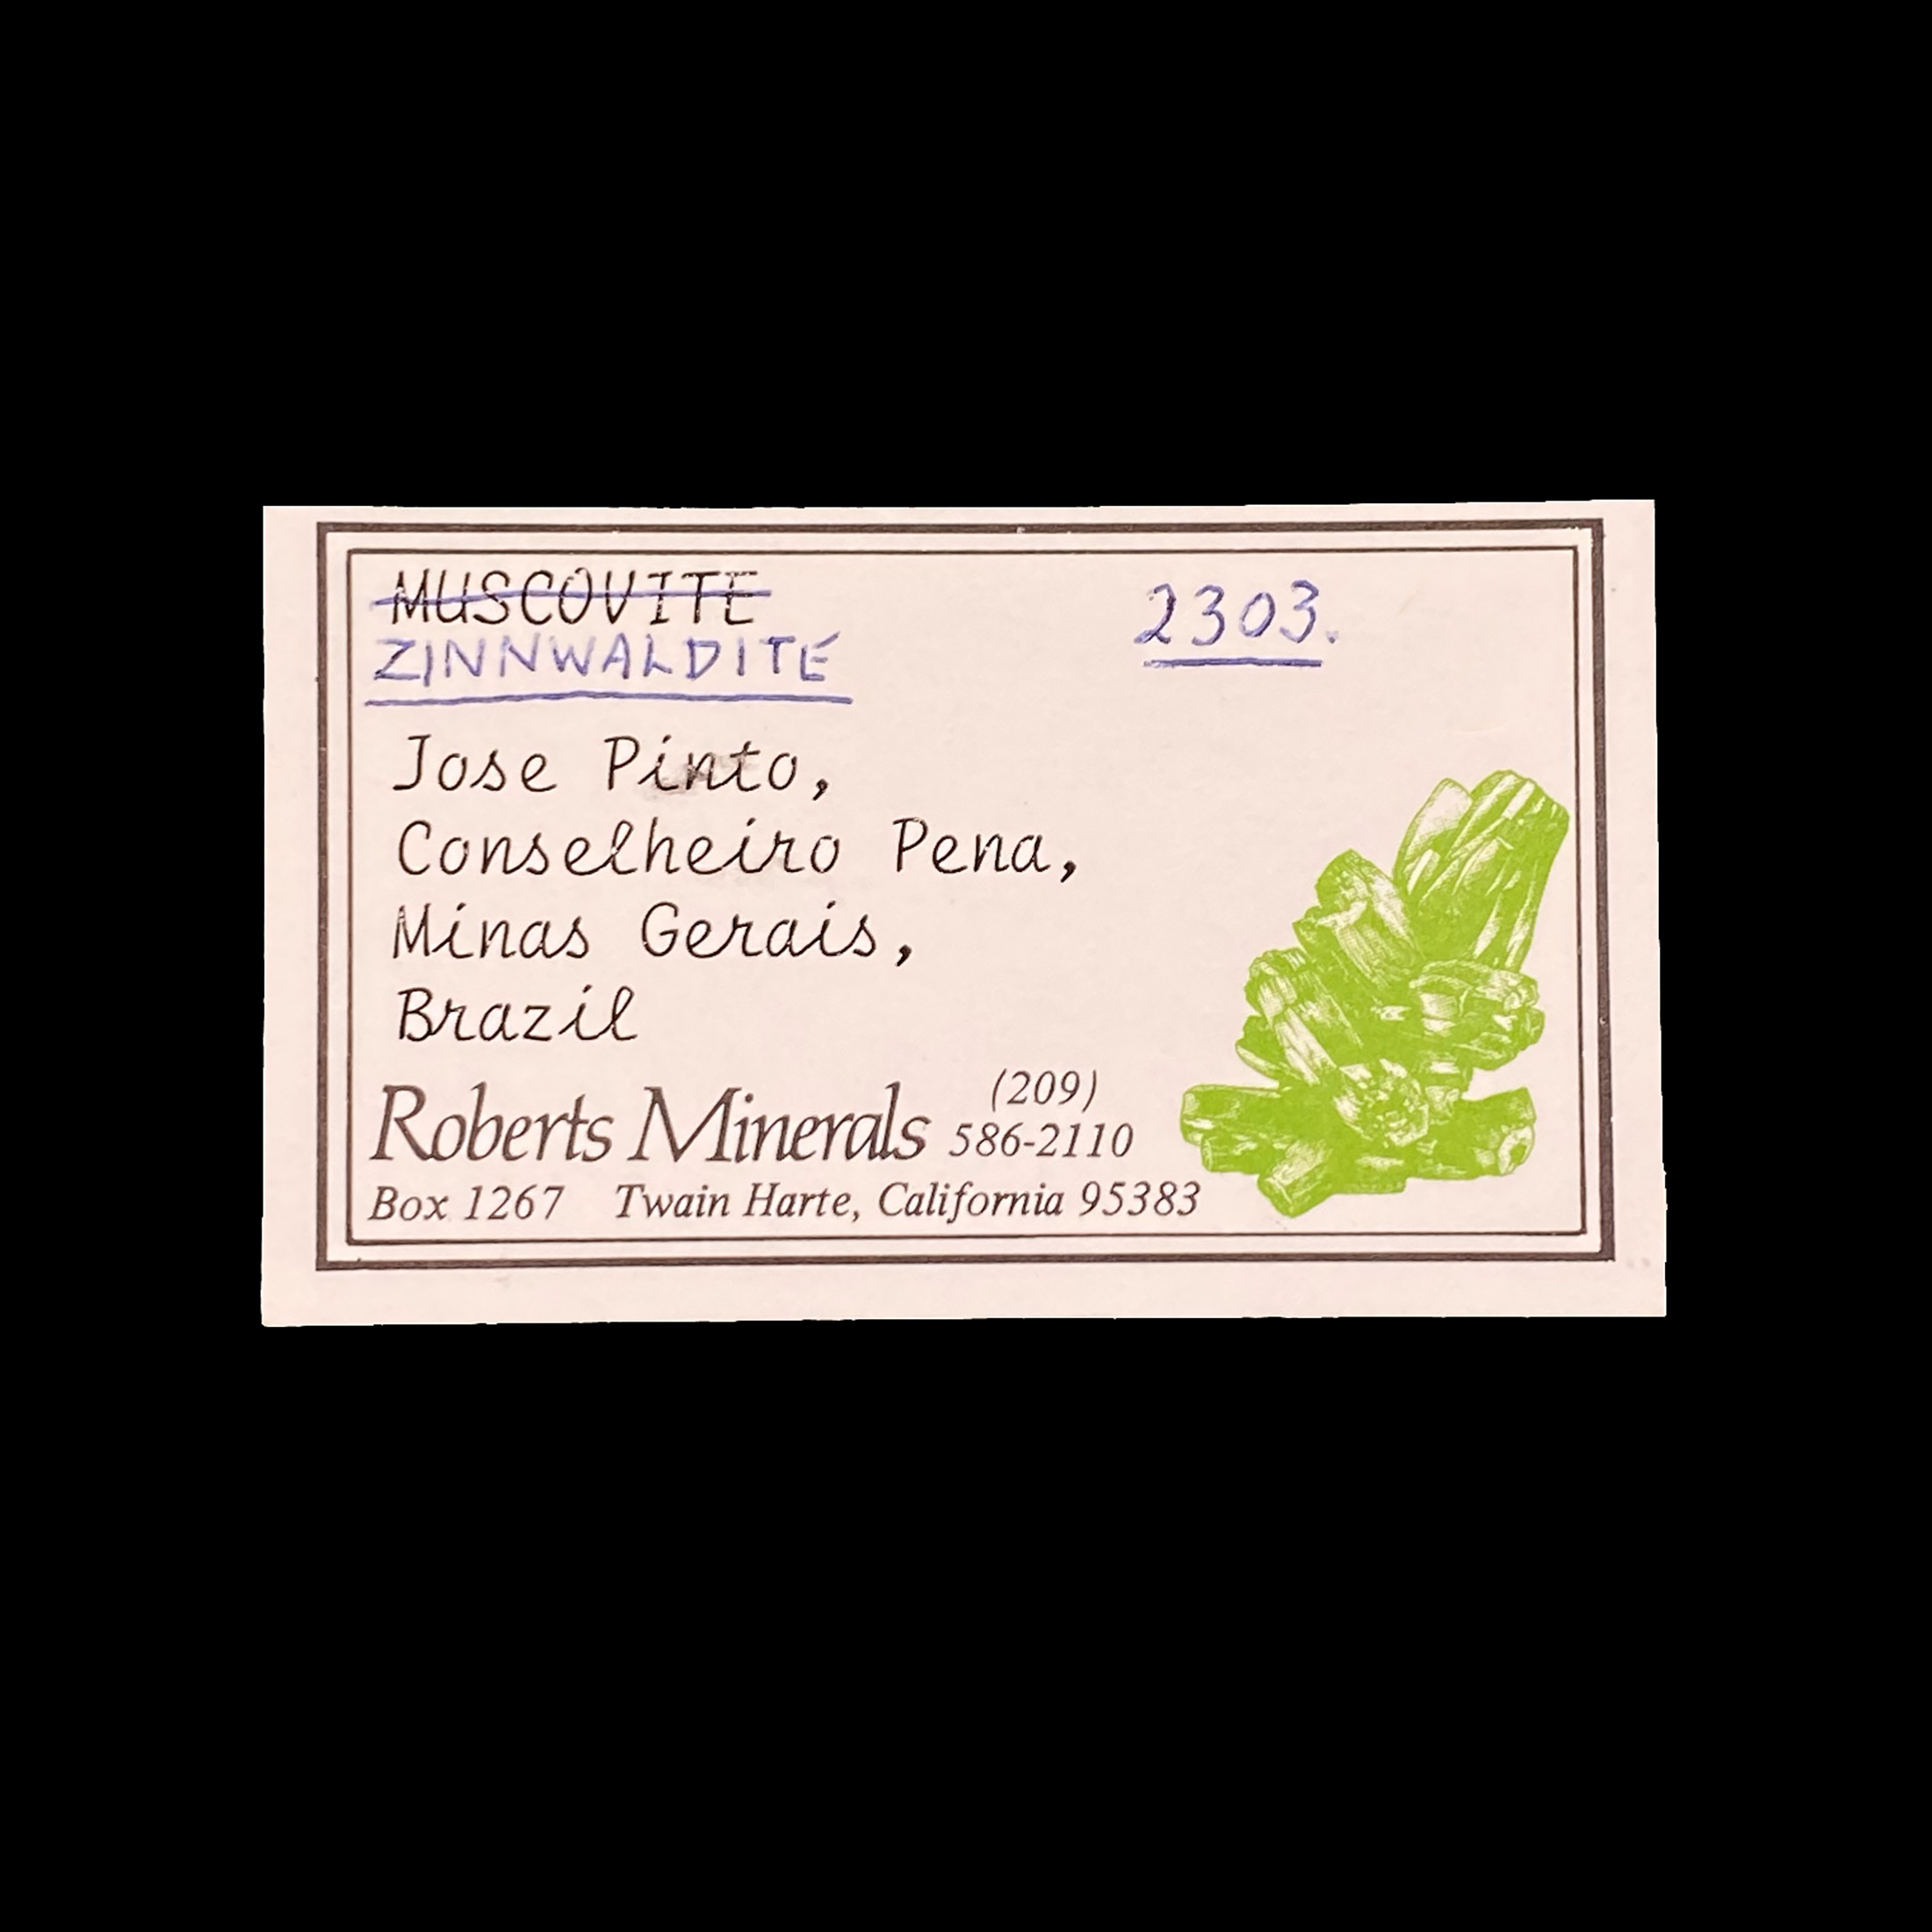 MUSCOVITE 2303.
ZINNWALDITE
Jose Pinto,
Conselheiro Pena,
Minas Gerais,
Brazil
Roberts Minerals (209)
586-2110
Box 1267 Twain Harte, California 95383